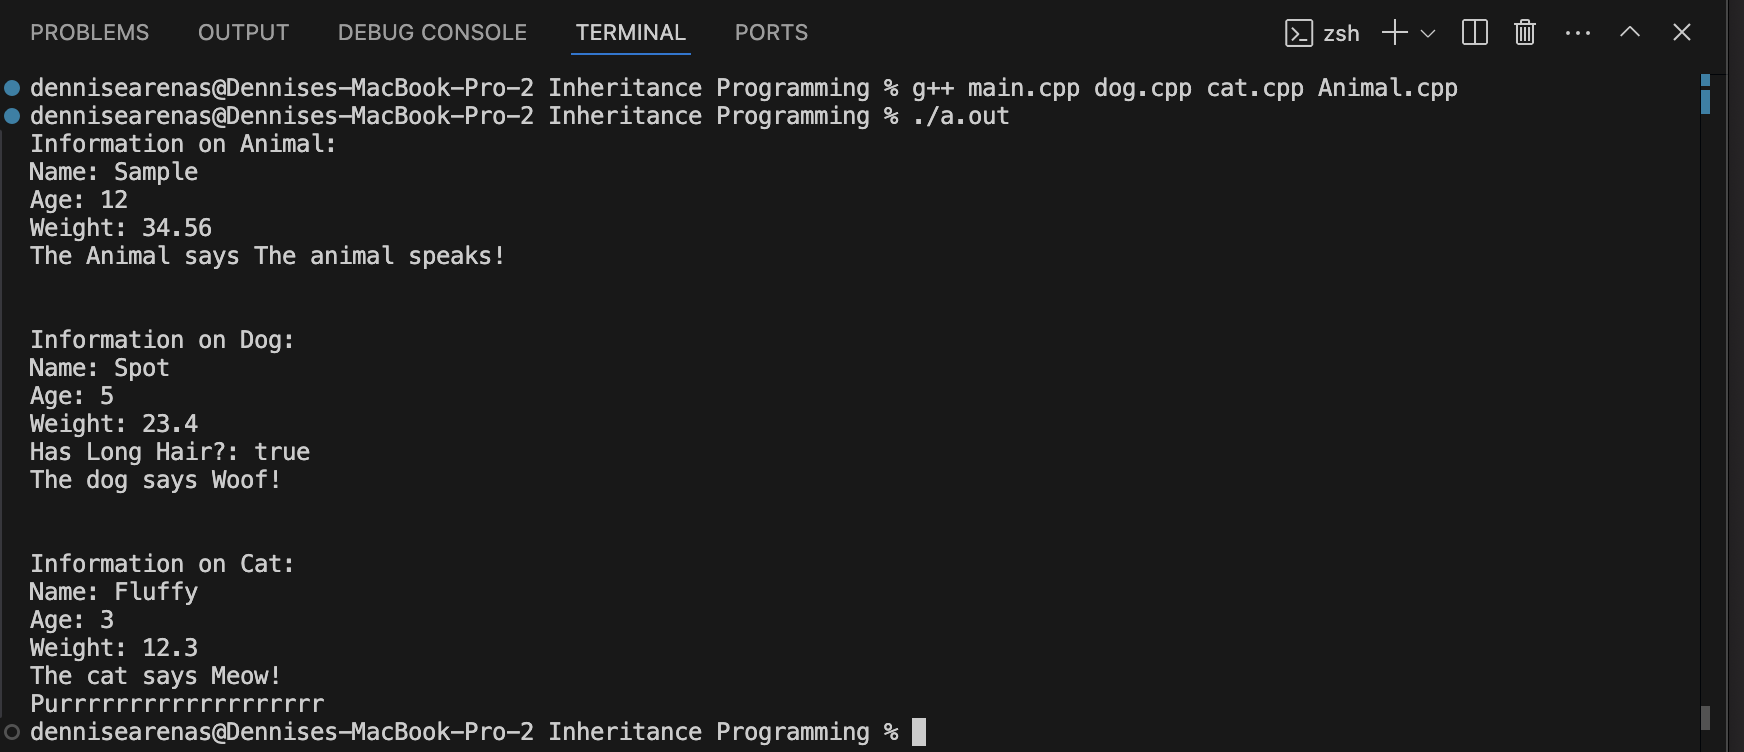 PROBLEMS OUTPUT DEBUG CONSOLE TERMINAL PORTS zsh
dennisearenas@Dennises-MacBook-Pro-2 Inheritance Programming % g++ main.cpp dog.cpp cat.cpp Animal.cpp
dennisearenas@Dennises-MacBook-Pro-2 Inheritance Programming % ./a.out
Information on Animal:
Name: Sample
Age: 12
Weight: 34.56
The Animal says The animal speaks!
Information on Dog:
Name: Spot
Age: 5
Weight: 23.4
Has Long Hair?: true
The dog says Woof!
Information on Cat:
Name: Fluffy
Age: 3
Weight: 12.3
The cat says Meow!
Purrrrrrrrrrrrrrrrrrr
dennisearenas@Dennises-MacBook-Pro-2 Inheritance Programming %